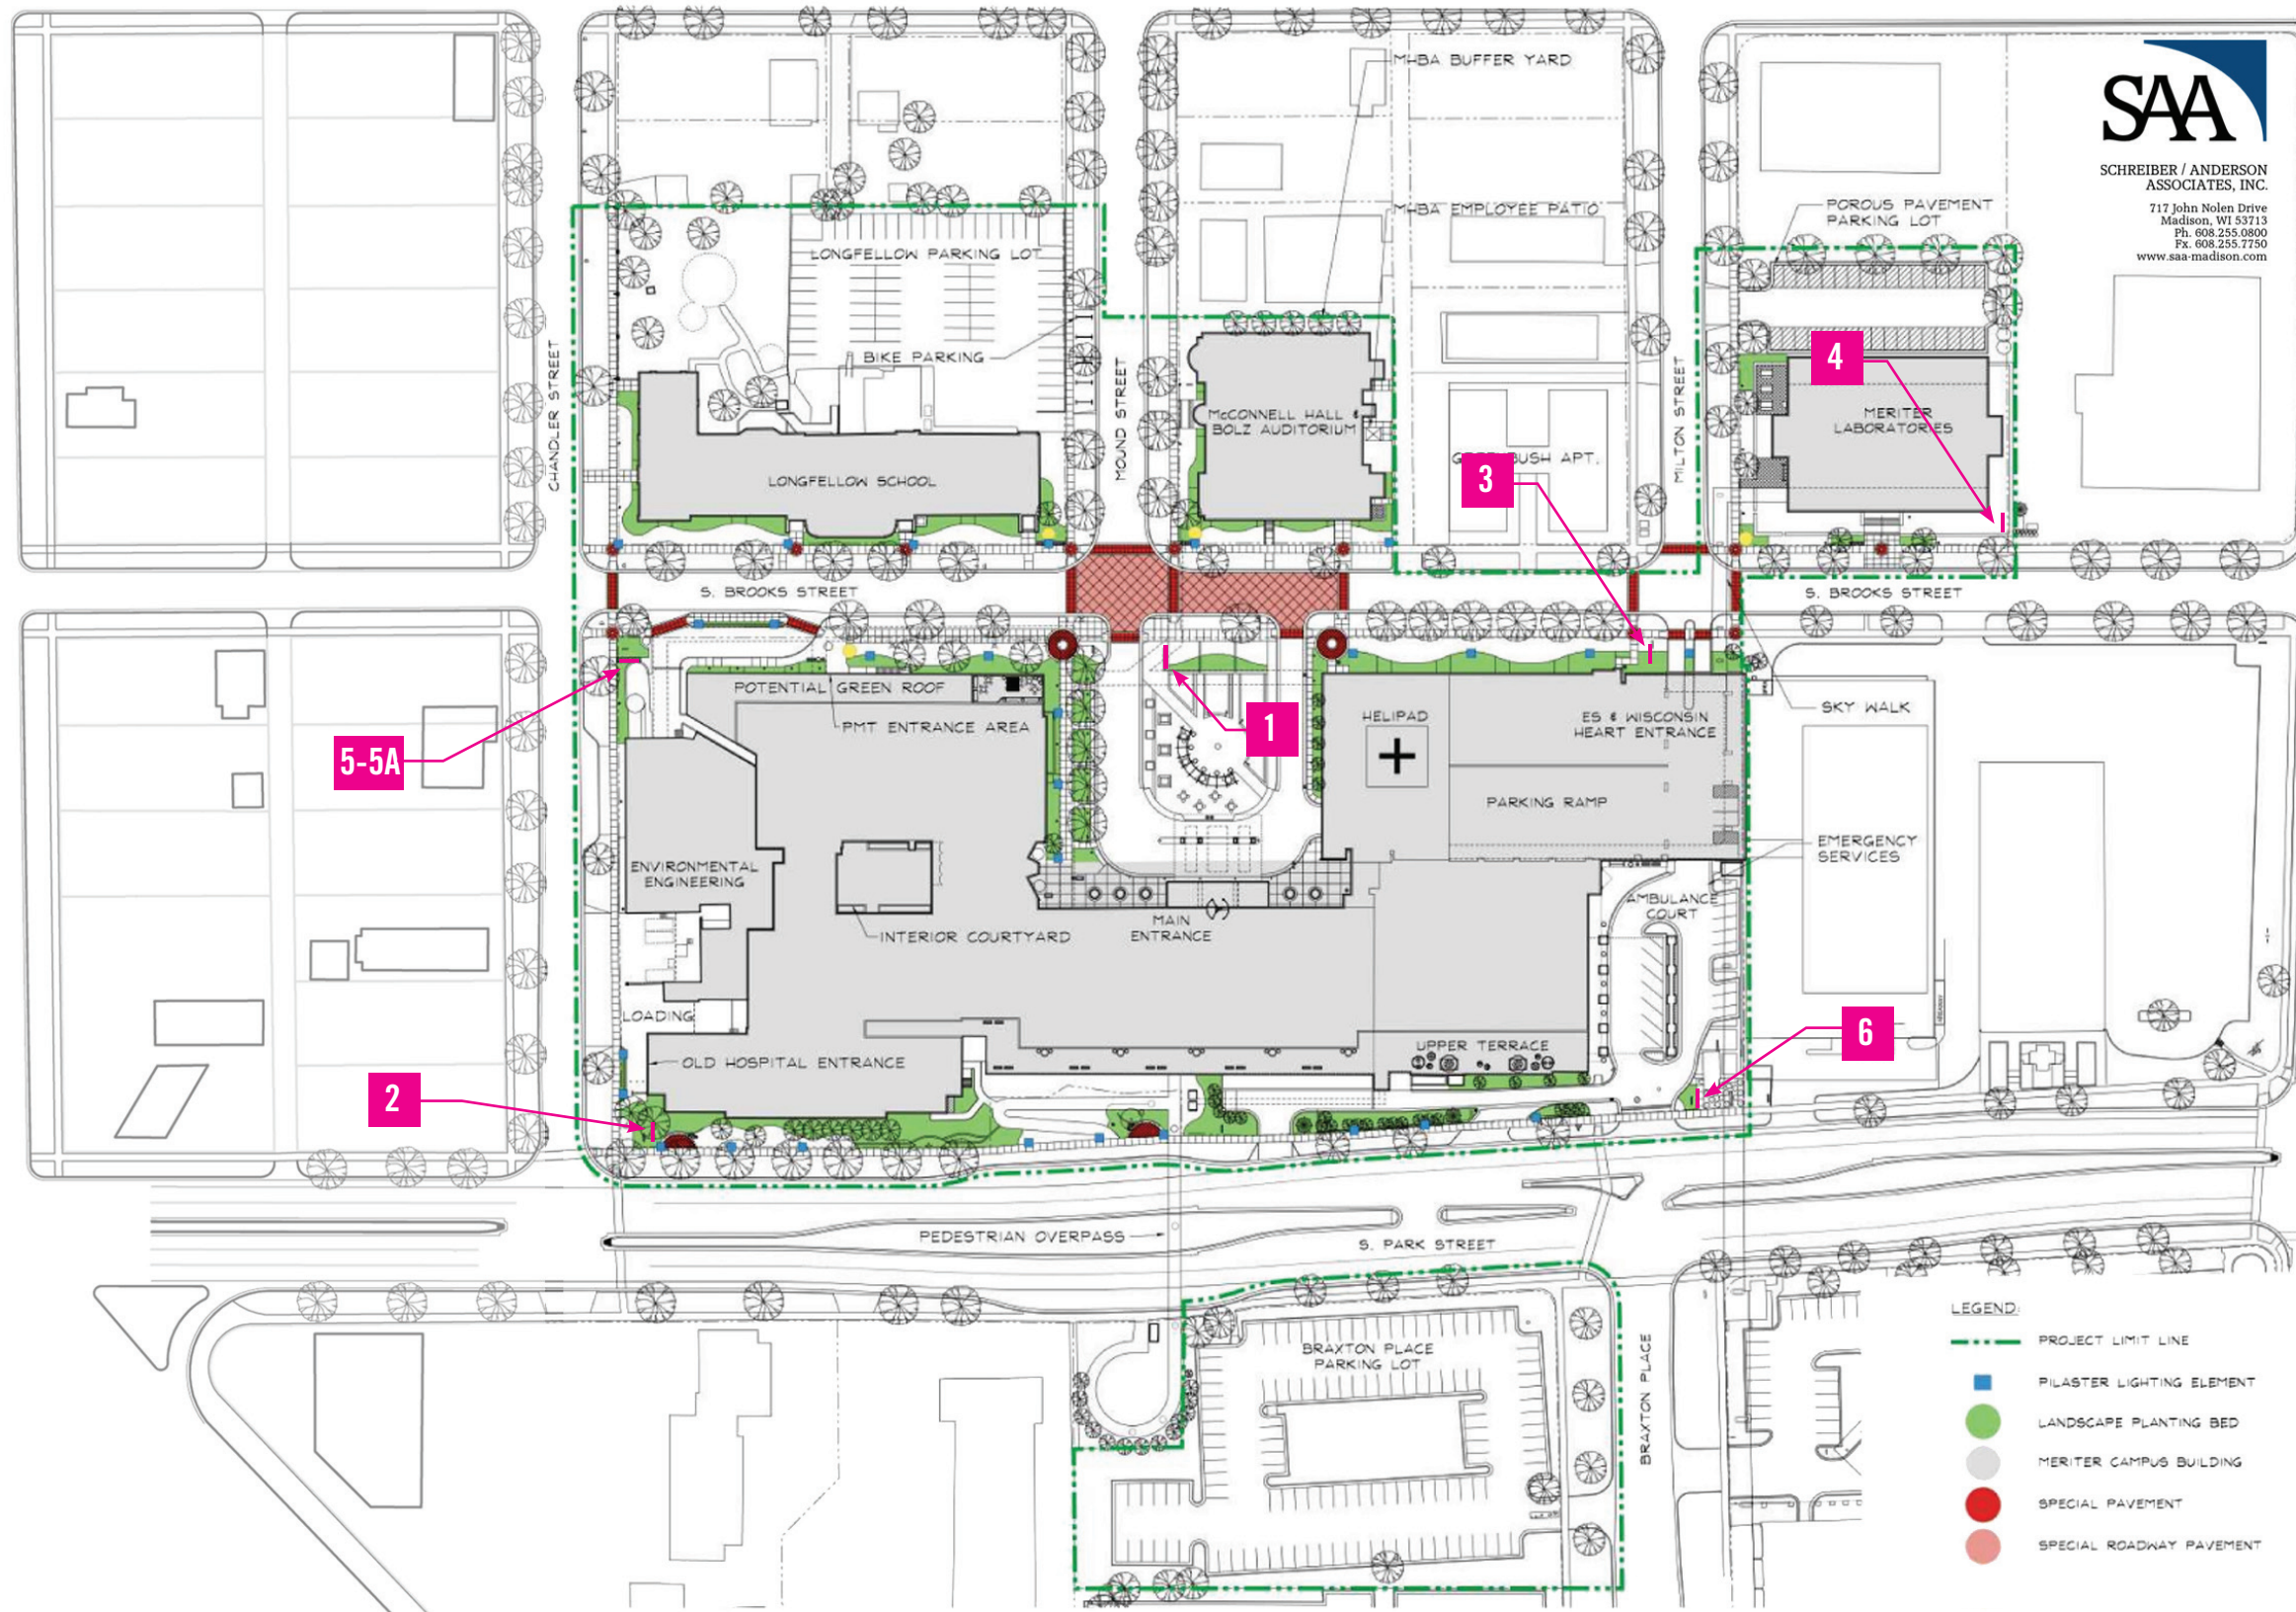 MHBA BUFFER YARD
SAA
SCHREIBER / ANDERSON
ASSOCIATES, INC.
717 John Nolen Drive
Madison, WI 53713
Ph. 608.255.0800
Fx. 608.255.7750
www.saa-madison.com
POROUS PAVEMENT
PARKING LOT
MHBA EMPLOYEE PATIO
LONGFELLOW PARKING LOT
BIKE PARKING
CHANDLER STREET
MOUND STREET
MILTON STREET
4
McCONNELL HALL &
BOLZ AUDITORIUM
MERITER
LABORATORIES
BUSH APT.
3
LONGFELLOW SCHOOL
S. BROOKS STREET
S. BROOKS STREET
POTENTIAL GREEN ROOF
PMT ENTRANCE AREA
1
HELIPAD
ES & WISCONSIN
HEART ENTRANCE
SKY WALK
5-5A
PARKING RAMP
EMERGENCY
SERVICES
ENVIRONMENTAL
ENGINEERING
AMBULANCE
COURT
MAIN
ENTRANCE
INTERIOR COURTYARD
LOADING
6
UPPER TERRACE
OLD HOSPITAL ENTRANCE
2
PEDESTRIAN OVERPASS
S. PARK STREET
BRAXTON PLACE
PARKING LOT
BRAXTON PLACE
LEGEND:
PROJECT LIMIT LINE
PILASTER LIGHTING ELEMENT
LANDSCAPE PLANTING BED
MERITER CAMPUS BUILDING
SPECIAL PAVEMENT
SPECIAL ROADWAY PAVEMENT